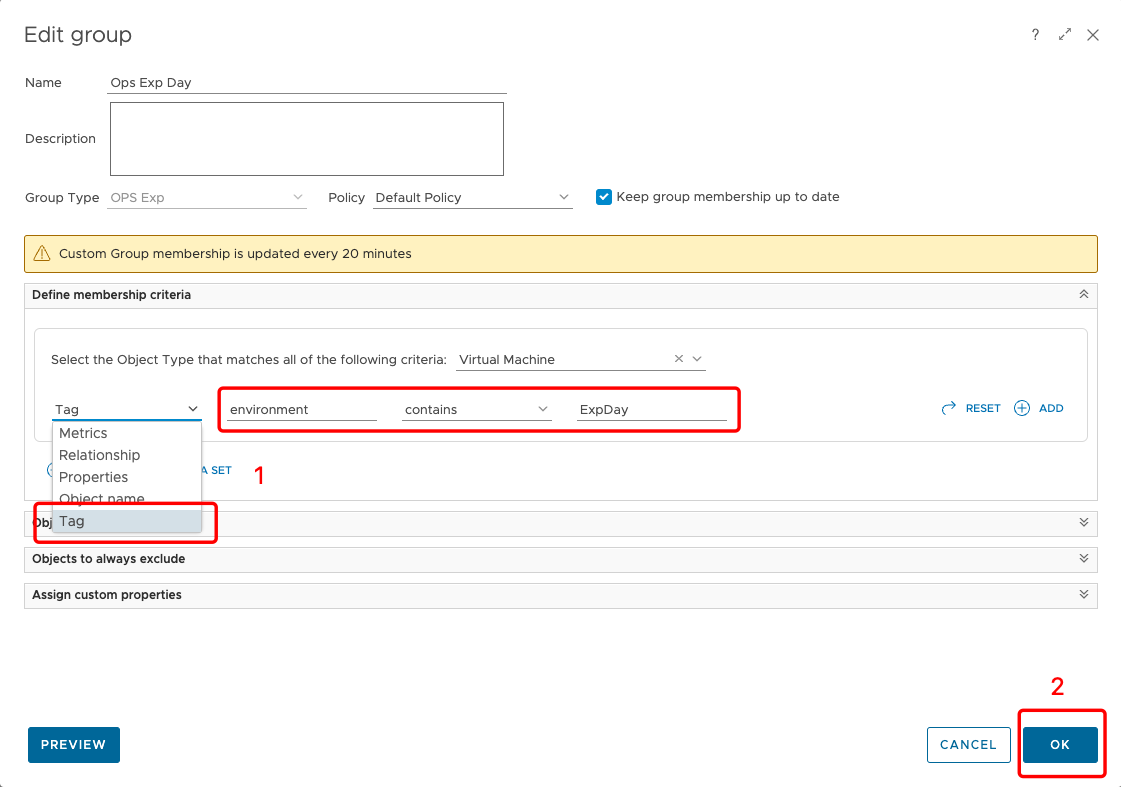 Edit group
?
Name Ops Exp Day
Description
Group Type OPS Exp Policy Default Policy Keep group membership up to date
Custom Group membership is updated every 20 minutes
Define membership criteria
Select the Object Type that matches all of the following criteria: Virtual Machine
Tag environment contains ExpDay RESET ADD
Metrics
Relationship
Properties
Object name
Tag
A SET 1
Obj
Objects to always exclude
Assign custom properties
2
PREVIEW CANCEL OK